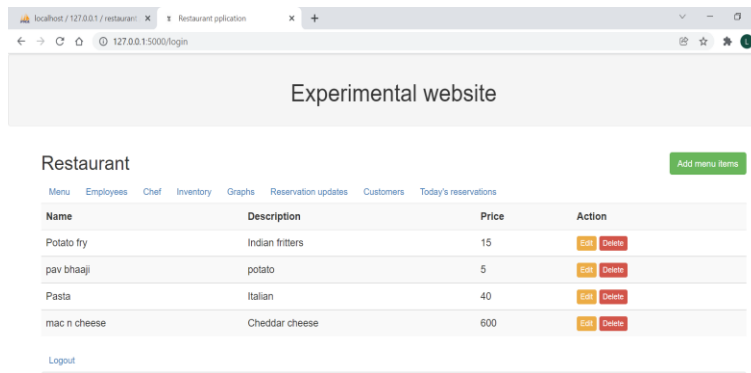 localhost / 127.0.0.1 / restaurant
Restaurant pplication
127.0.0.1:5000/login
L
Experimental website
Restaurant
Add menu items
Menu Employees Chef Inventory Graphs Reservation updates Customers Today's reservations
Name Description Price Action
Potato fry Indian fritters 15 Edit Delete
pav bhaaji potato 5 Edit Delete
Pasta Italian 40 Edit Delete
mac n cheese Cheddar cheese 600 Edit Delete
Logout